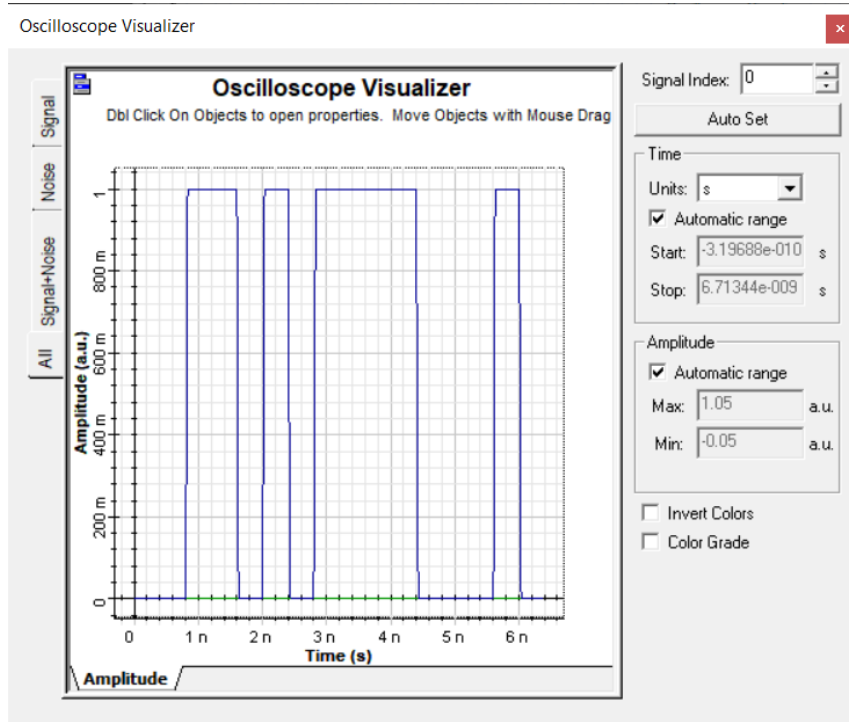 Oscilloscope Visualizer
×
Signal
Noise
Signal+Noise
All
Oscilloscope Visualizer
Dbl Click On Objects to open properties.  Move Objects with Mouse Drag
Amplitude (a.u.)
1
800 m
600 m
400 m
200 m
0
0 1 n 2 n 3 n 4 n 5 n 6 n
Time (s)
Amplitude
Signal Index: 0
Auto Set
Time
Units: s
Automatic range
Start: -3.19688e-010 s
Stop: 6.71344e-009 s
Amplitude
Automatic range
Max: 1.05 a.u.
Min: -0.05 a.u.
Invert Colors
Color Grade